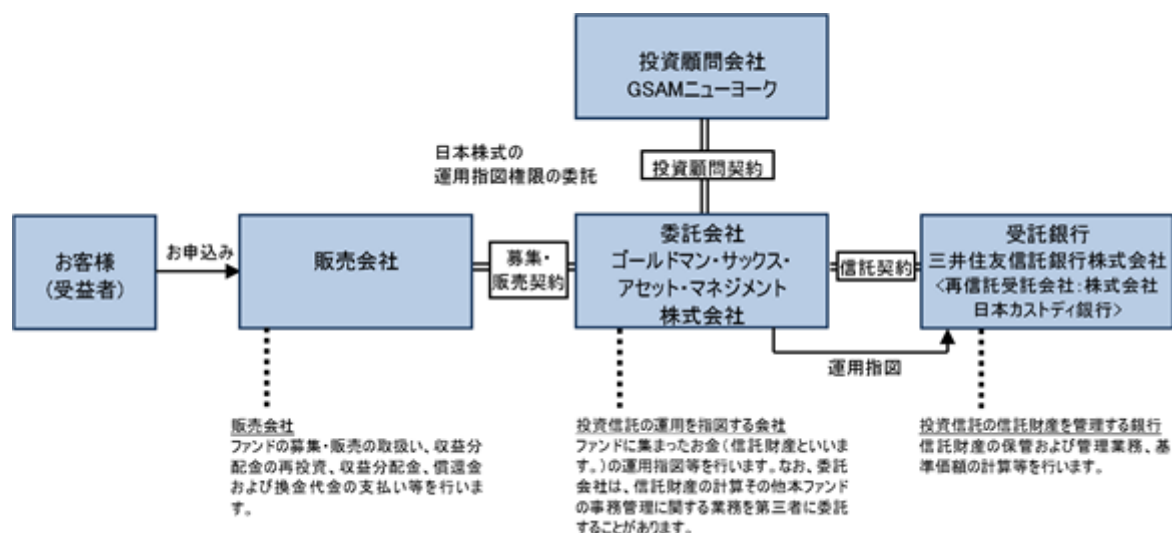 投資顧問会社
GSAMニューヨーク
日本株式の
運用指図権限の委託
投資顧問契約
お客様
(受益者)
お申込み
販売会社
募集・
販売契約
委託会社
ゴールドマン・サックス・
アセット・マネジメント
株式会社
信託契約
受託銀行
三井住友信託銀行株式会社
<再信託受託会社:株式会社
日本カストディ銀行>
運用指図
販売会社
ファンドの募集・販売の取扱い、収益分
配金の再投資、収益分配金、償還金
および換金代金の支払い等を行いま
す。
投資信託の運用を指図する会社
ファンドに集まったお金(信託財産といいま
す。)の運用指図等を行います。なお、委託
会社は、信託財産の計算その他本ファンド
の事務管理に関する業務を第三者に委託
することがあります。
投資信託の信託財産を管理する銀行
信託財産の保管および管理業務、基
準価額の計算等を行います。